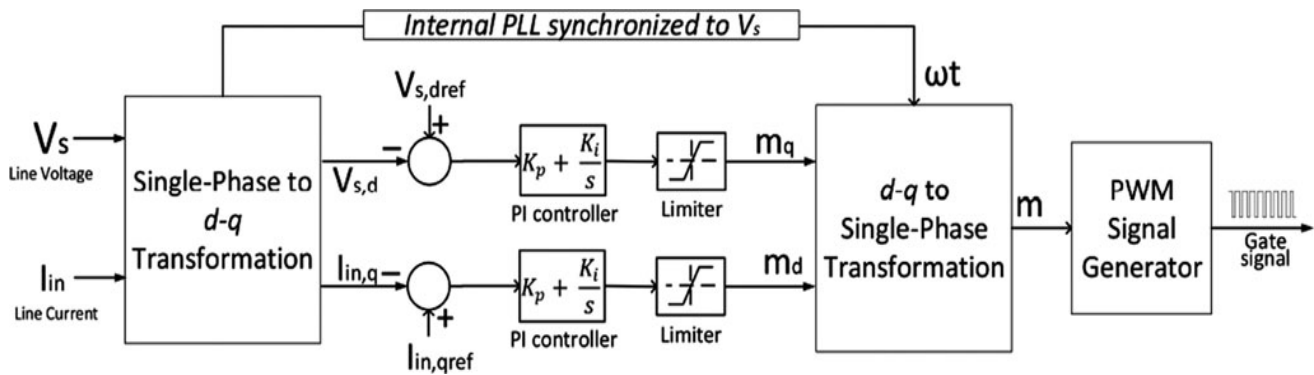 Internal PLL synchronized to Vs
ωt
Vs
Line Voltage
Iin
Line Current
Single-Phase to
d-q
Transformation
Vs,dref
+
−
Vs,d
Iin,q
−
+
Iin,qref
Kp + Ki/s
PI controller
Limiter
mq
Kp + Ki/s
PI controller
Limiter
md
d-q to
Single-Phase
Transformation
m
PWM
Signal
Generator
Gate
signal